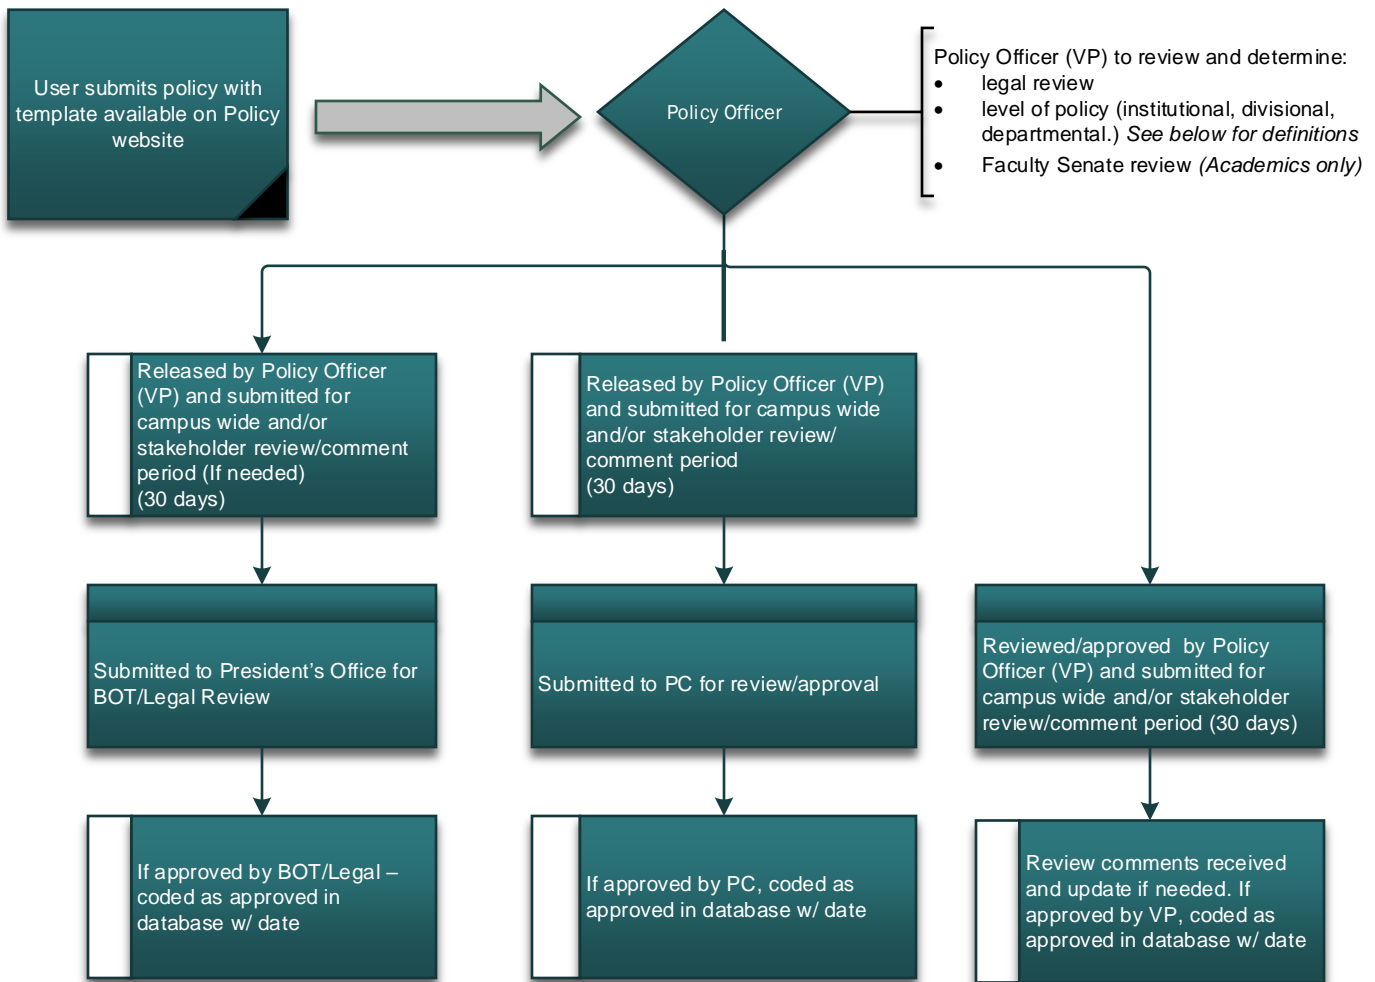 User submits policy with
template available on Policy
website
Policy Officer
Policy Officer (VP) to review and determine:
• legal review
• level of policy (institutional, divisional,
departmental.) See below for definitions
• Faculty Senate review (Academics only)
Released by Policy Officer
(VP) and submitted for
campus wide and/or
stakeholder review/comment
period (If needed)
(30 days)
Released by Policy Officer (VP)
and submitted for campus wide
and/or stakeholder review/
comment period
(30 days)
Submitted to President’s Office for
BOT/Legal Review
Submitted to PC for review/approval
Reviewed/approved by Policy
Officer (VP) and submitted for
campus wide and/or stakeholder
review/comment period (30 days)
If approved by BOT/Legal –
coded as approved in
database w/ date
If approved by PC, coded as
approved in database w/ date
Review comments received
and update if needed. If
approved by VP, coded as
approved in database w/ date